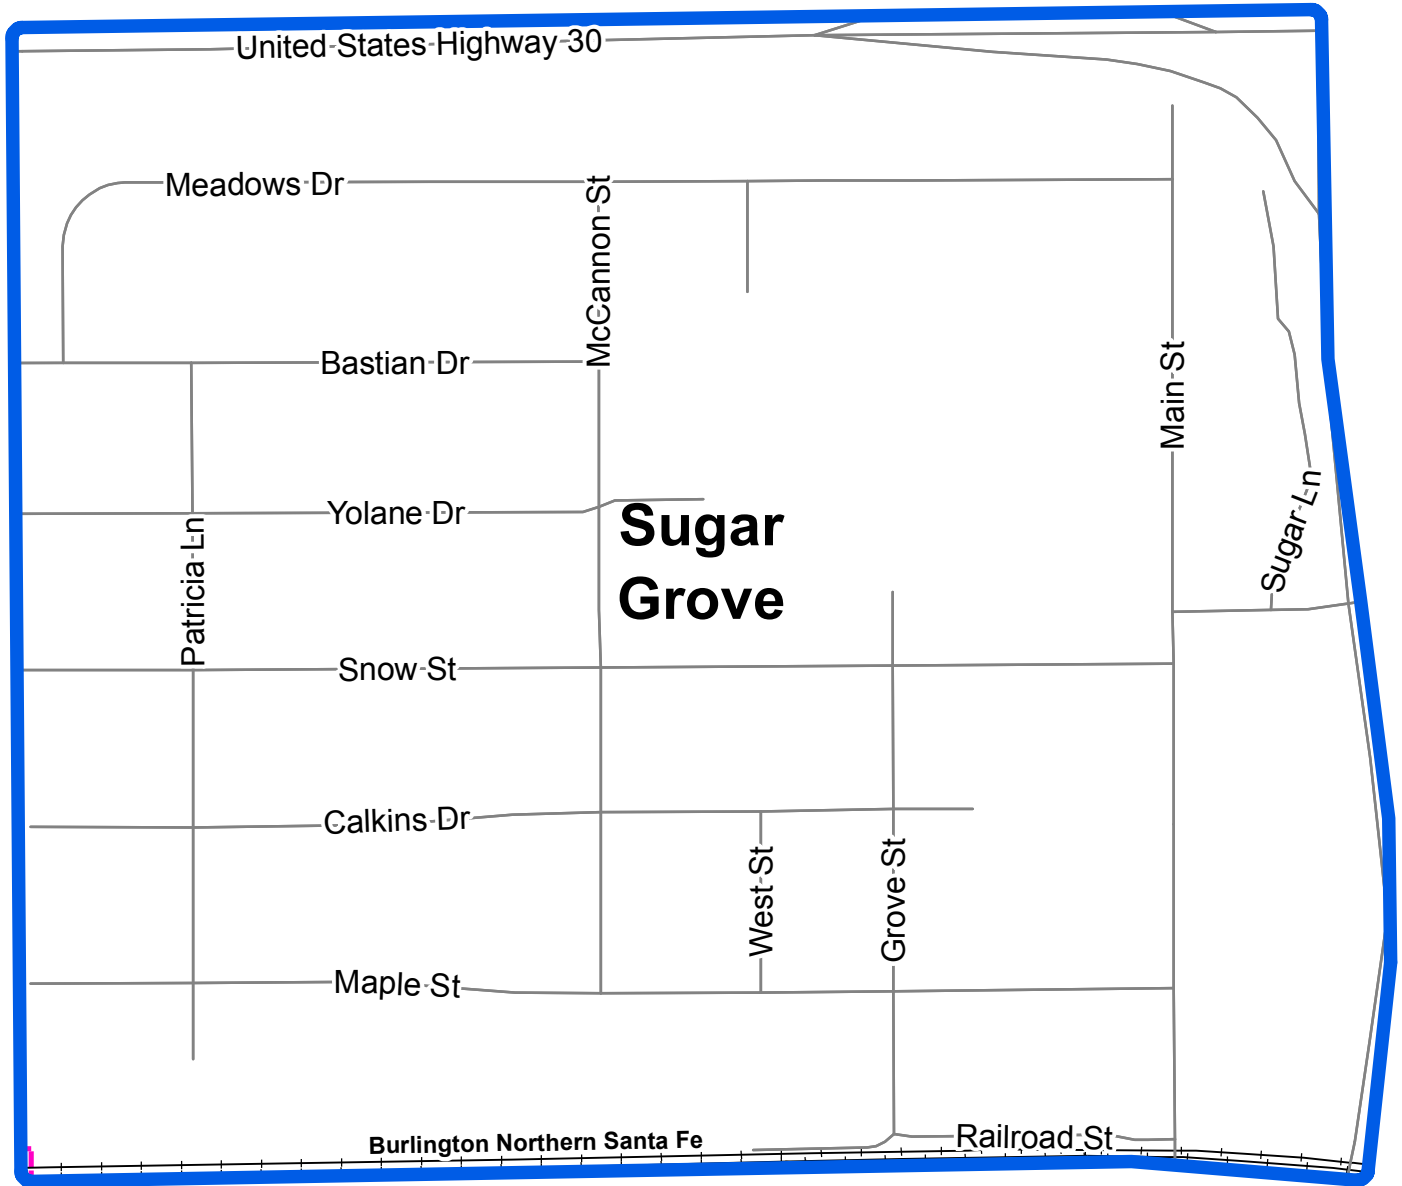 United States Highway 30
Meadows Dr
McCannon St
Bastian Dr
Main St
Sugar Ln
Yolane Dr
Sugar
Grove
Patricia Ln
Snow St
Calkins Dr
West St
Grove St
Maple St
Railroad St
Burlington Northern Santa Fe